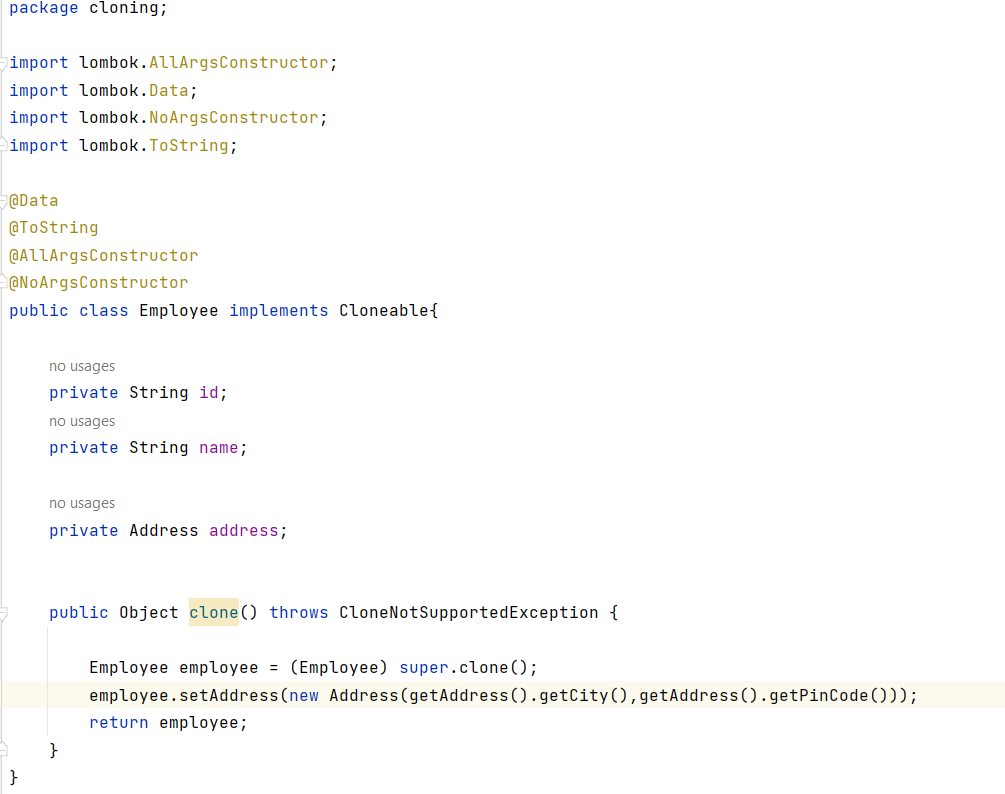 package cloning;
import lombok.AllArgsConstructor;
import lombok.Data;
import lombok.NoArgsConstructor;
import lombok.ToString;
@Data
@ToString
@AllArgsConstructor
@NoArgsConstructor
public class Employee implements Cloneable{
no usages
private String id;
no usages
private String name;
no usages
private Address address;
public Object clone() throws CloneNotSupportedException {
Employee employee = (Employee) super.clone();
employee.setAddress(new Address(getAddress().getCity(),getAddress().getPinCode()));
return employee;
}
}